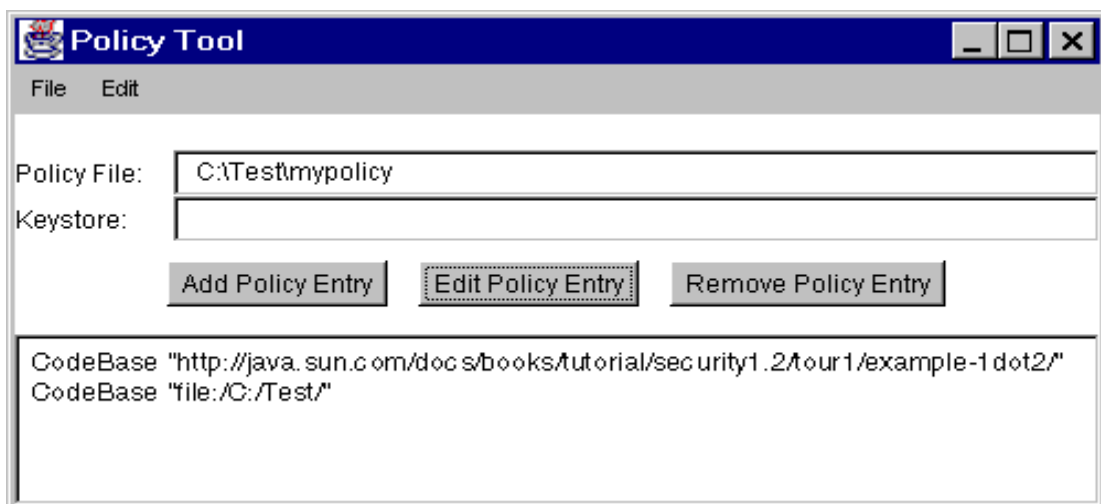 Policy Tool
File Edit
Policy File: C:\Test\mypolicy
Keystore:
Add Policy Entry Edit Policy Entry Remove Policy Entry
CodeBase "http://java.sun.com/docs/books/tutorial/security1.2/tour1/example-1dot2/"
CodeBase "file:/C:/Test/"